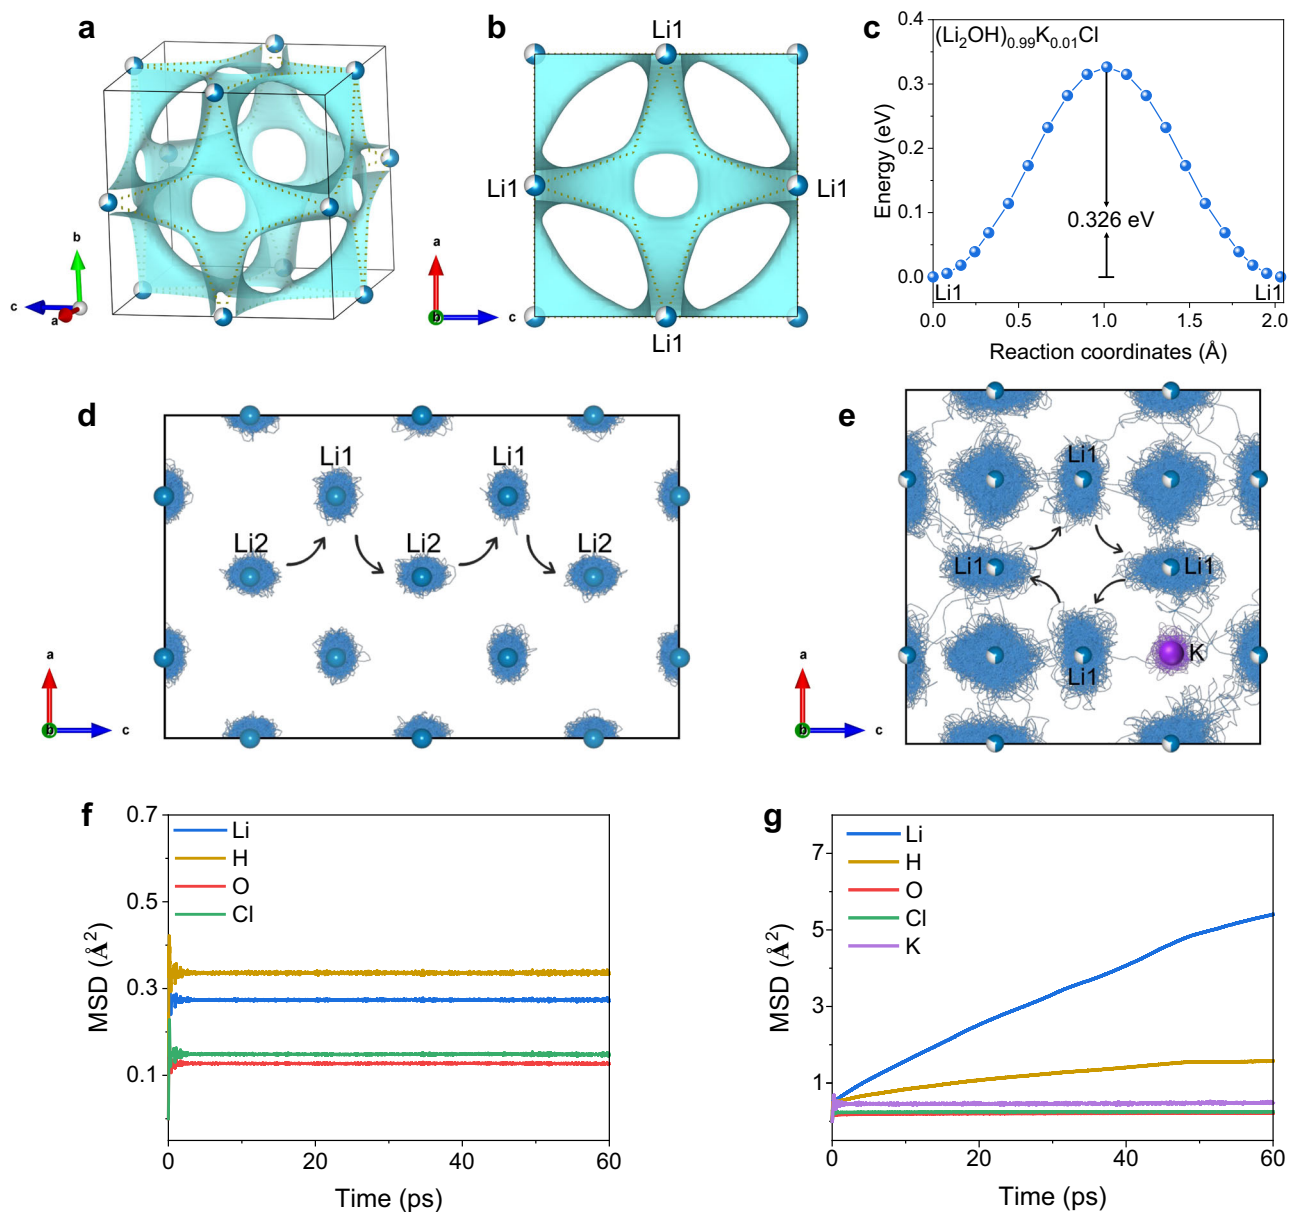 a
b
c
a
b
Li1
Li1
Li1
Li1
a
b
c
c
(Li₂OH)₀.₉₉K₀.₀₁Cl
Energy (eV)
0.4
0.3
0.2
0.1
0.0
0.326 eV
Li1
Li1
0.0
0.5
1.0
1.5
2.0
Reaction coordinates (Å)
d
Li1
Li1
Li2
Li2
Li2
a
b
c
e
Li1
Li1
Li1
Li1
K
a
b
c
f
0.7
0.5
0.3
0.1
MSD (Å²)
Li
H
O
Cl
0
20
40
60
Time (ps)
g
7
5
3
1
MSD (Å²)
Li
H
O
Cl
K
0
20
40
60
Time (ps)